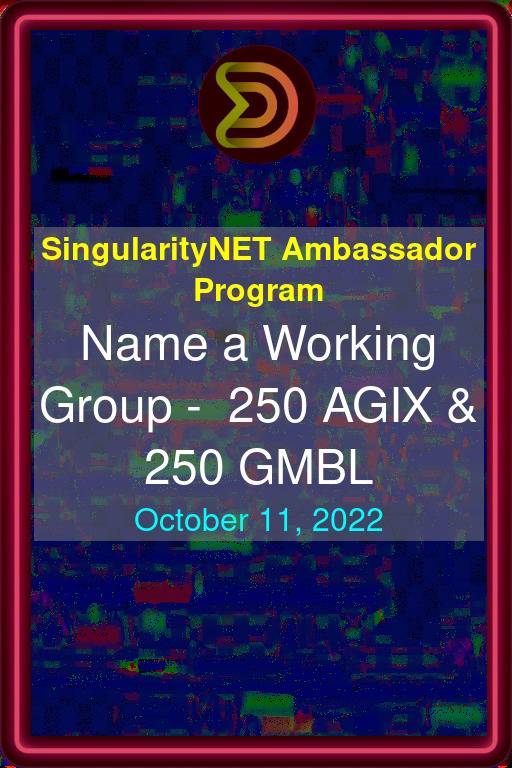 SingularityNET Ambassador
Program
Name a Working
Group -  250 AGIX &
250 GMBL
October 11, 2022